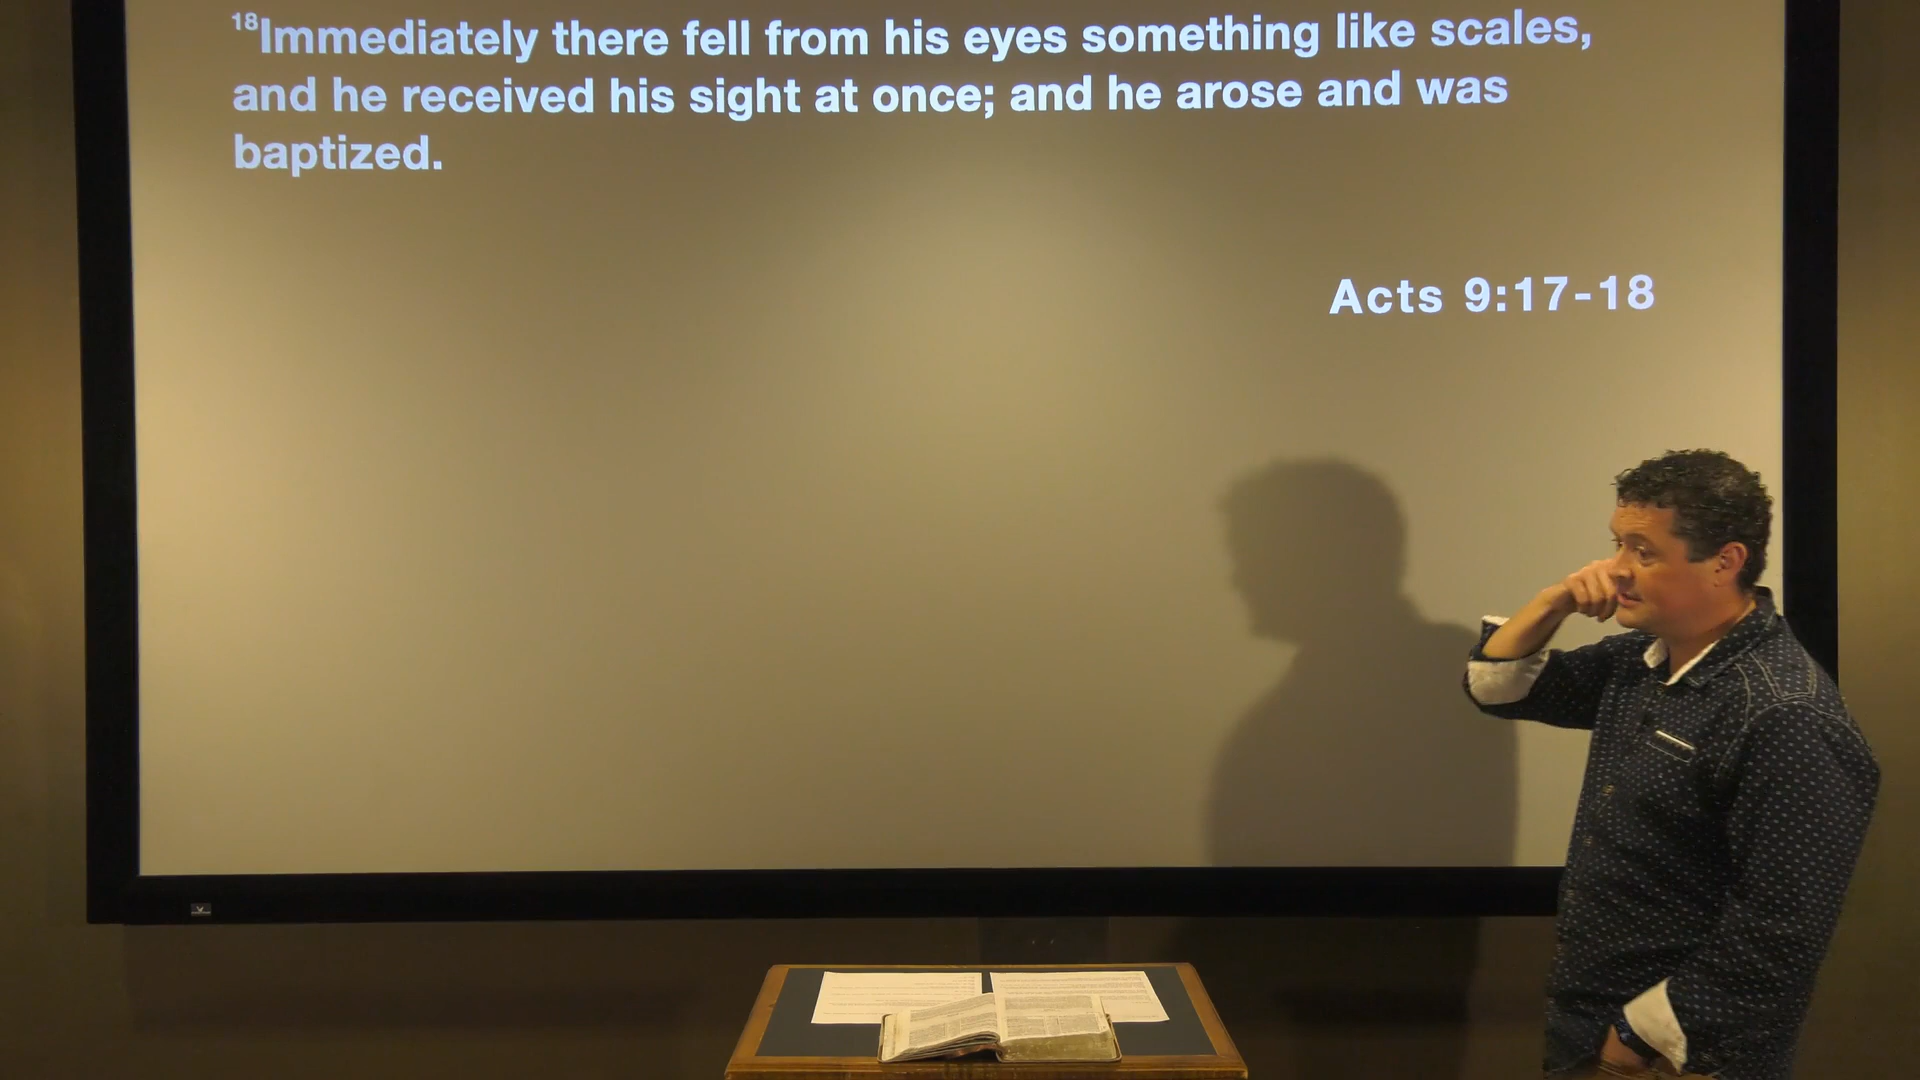 18Immediately there fell from his eyes something like scales,
and he received his sight at once; and he arose and was
baptized.
Acts 9:17-18